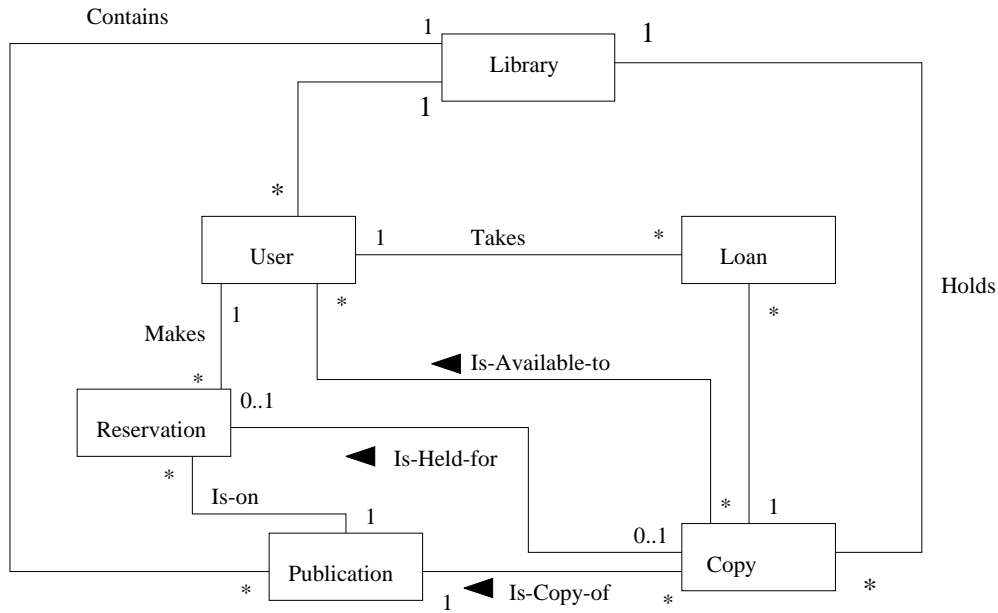 Contains
1
1
Library
1
*
User
1
Takes
*
Loan
Holds
1
*
*
Makes
Is-Available-to
*
0..1
Reservation
Is-Held-for
*
Is-on
1
*
1
0..1
Publication
Copy
*
1
Is-Copy-of
*
*